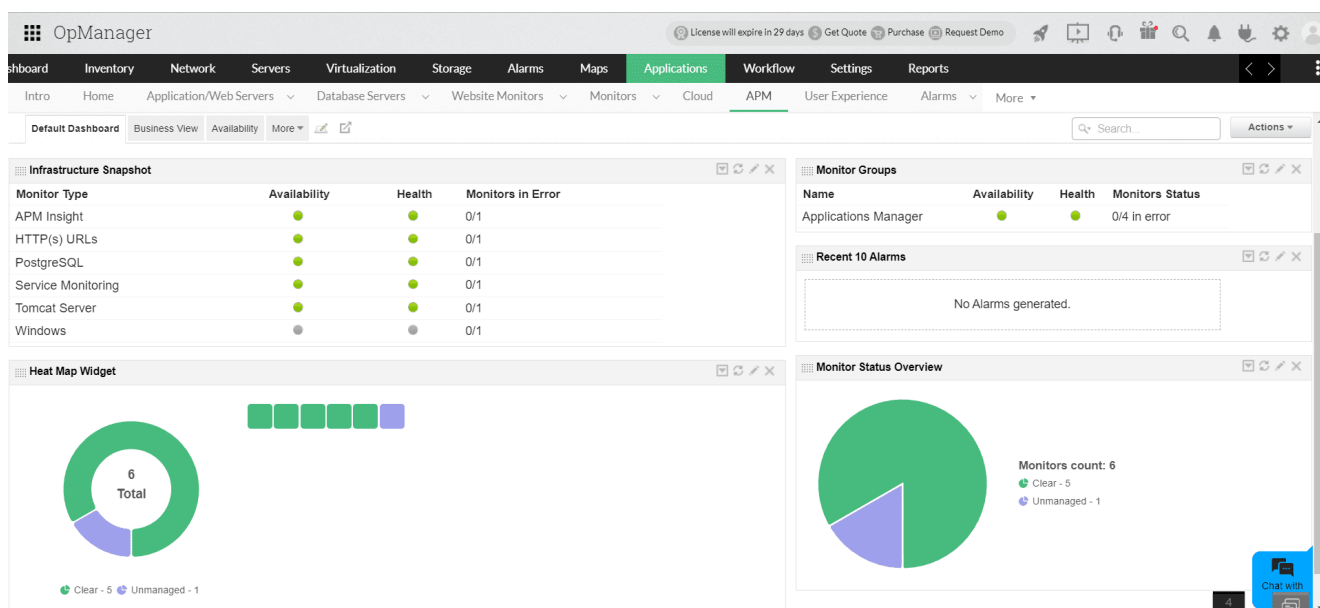 OpManager
License will expire in 29 days Get Quote Purchase Request Demo
shboard Inventory Network Servers Virtualization Storage Alarms Maps Applications Workflow Settings Reports
Intro Home Application/Web Servers Database Servers Website Monitors Monitors Cloud APM User Experience Alarms More
Default Dashboard Business View Availability More
Search...
Actions
Infrastructure Snapshot
Monitor Type Availability Health Monitors in Error
APM Insight 0/1
HTTP(s) URLs 0/1
PostgreSQL 0/1
Service Monitoring 0/1
Tomcat Server 0/1
Windows 0/1
Monitor Groups
Name Availability Health Monitors Status
Applications Manager 0/4 in error
Recent 10 Alarms
No Alarms generated.
Heat Map Widget
6
Total
Clear - 5 Unmanaged - 1
Monitor Status Overview
Monitors count: 6
Clear - 5
Unmanaged - 1
Chat with
4